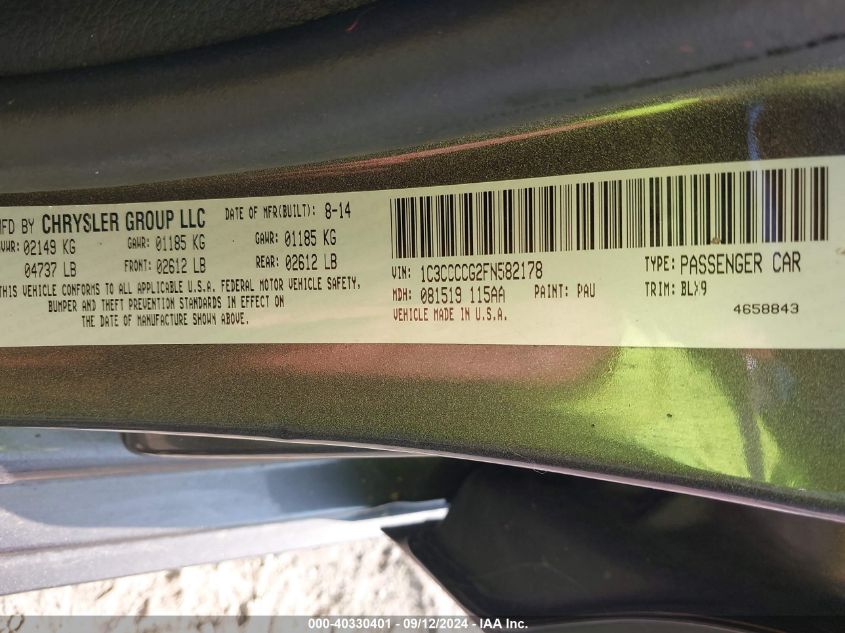 MFD BY CHRYSLER GROUP LLC DATE OF MFR(BUILT): 8-14
GVWR: 02149 KG GAWR: 01185 KG GAWR: 01185 KG
04737 LB FRONT: 02612 LB REAR: 02612 LB
THIS VEHICLE CONFORMS TO ALL APPLICABLE U.S.A. FEDERAL MOTOR VEHICLE SAFETY,
BUMPER AND THEFT PREVENTION STANDARDS IN EFFECT ON
THE DATE OF MANUFACTURE SHOWN ABOVE.
VIN: 1C3CCCCG2FN582178 TYPE: PASSENGER CAR
MDH: 081519 115AA PAINT: PAU TRIM: BLX9
VEHICLE MADE IN U.S.A. 4658843
000-40330401 - 09/12/2024 - IAA Inc.